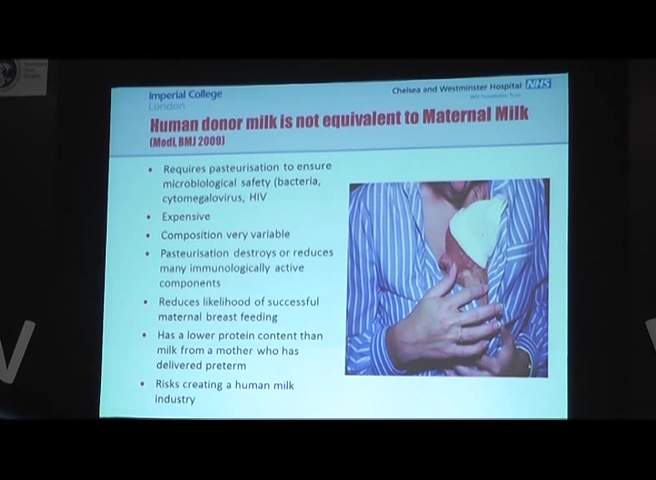 Imperial College
London
Chelsea and Westminster Hospital NHS
Human donor milk is not equivalent to Maternal Milk
(Modi, BMJ 2009)
• Requires pasteurisation to ensure
microbiological safety (bacteria,
cytomegalovirus, HIV
• Expensive
• Composition very variable
• Pasteurisation destroys or reduces
many immunologically active
components
• Reduces likelihood of successful
maternal breast feeding
• Has a lower protein content than
milk from a mother who has
delivered preterm
• Risks creating a human milk
industry